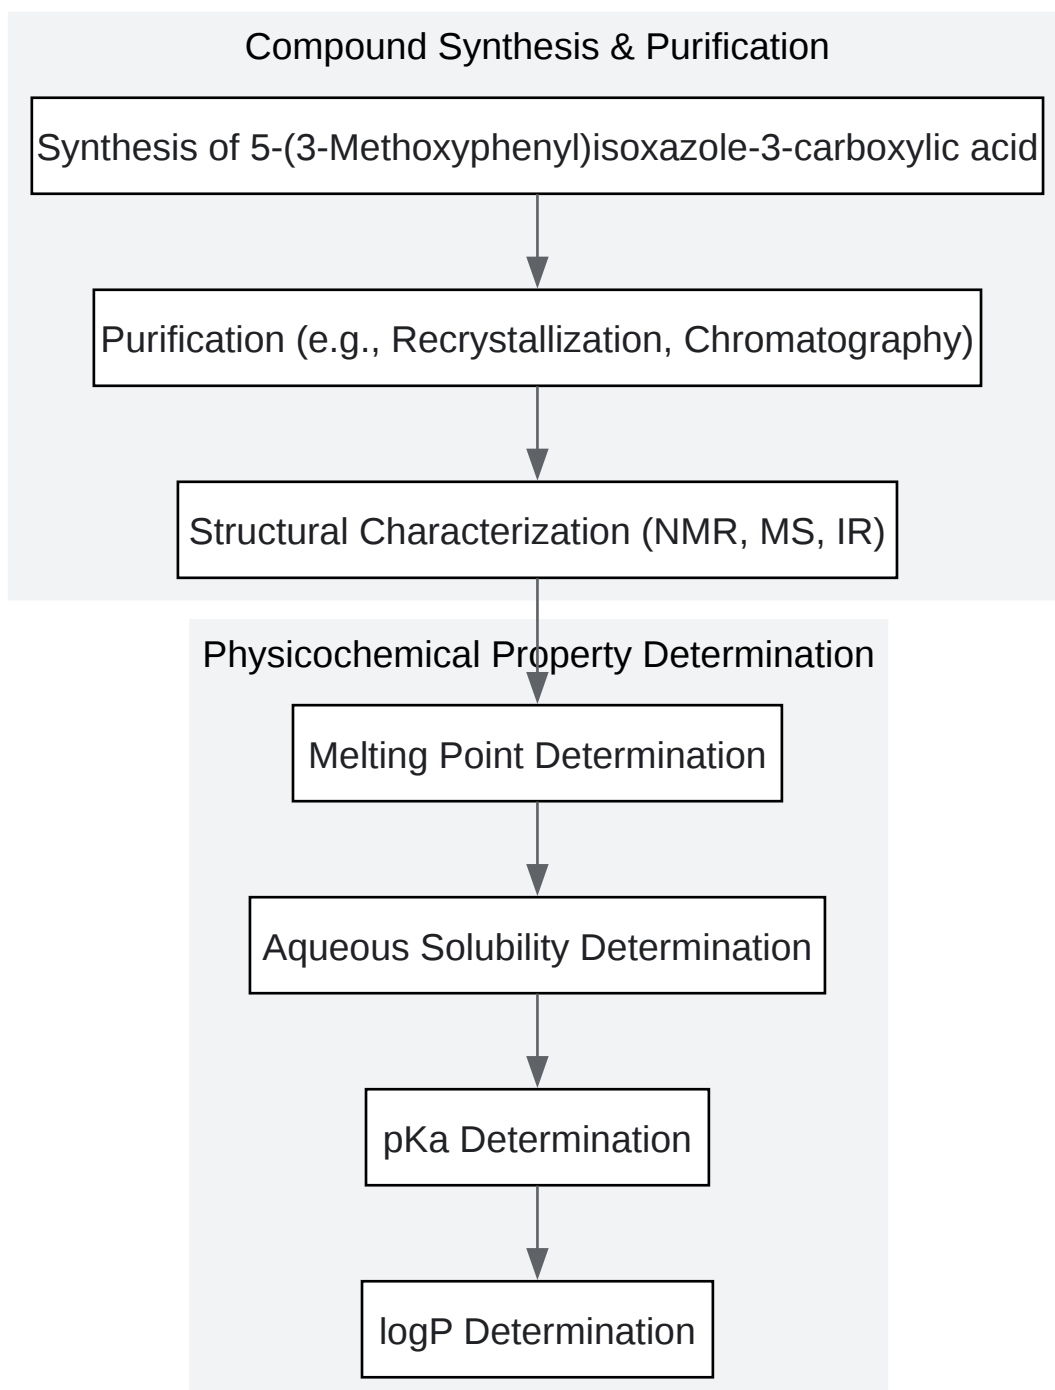 Compound Synthesis & Purification
Synthesis of 5-(3-Methoxyphenyl)isoxazole-3-carboxylic acid
Purification (e.g., Recrystallization, Chromatography)
Structural Characterization (NMR, MS, IR)
Physicochemical Property Determination
Melting Point Determination
Aqueous Solubility Determination
pKa Determination
logP Determination